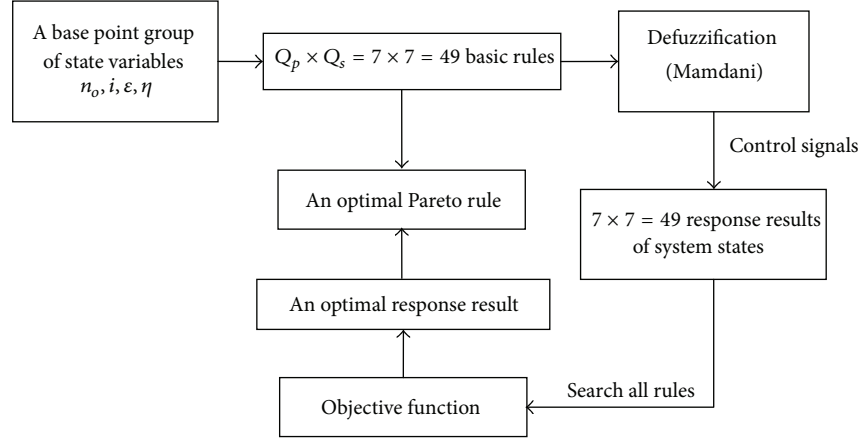 A base point group
of state variables
n_o, i, ε, η
Q_p × Q_s = 7 × 7 = 49 basic rules
Defuzzification
(Mamdani)
Control signals
An optimal Pareto rule
7 × 7 = 49 response results
of system states
An optimal response result
Search all rules
Objective function